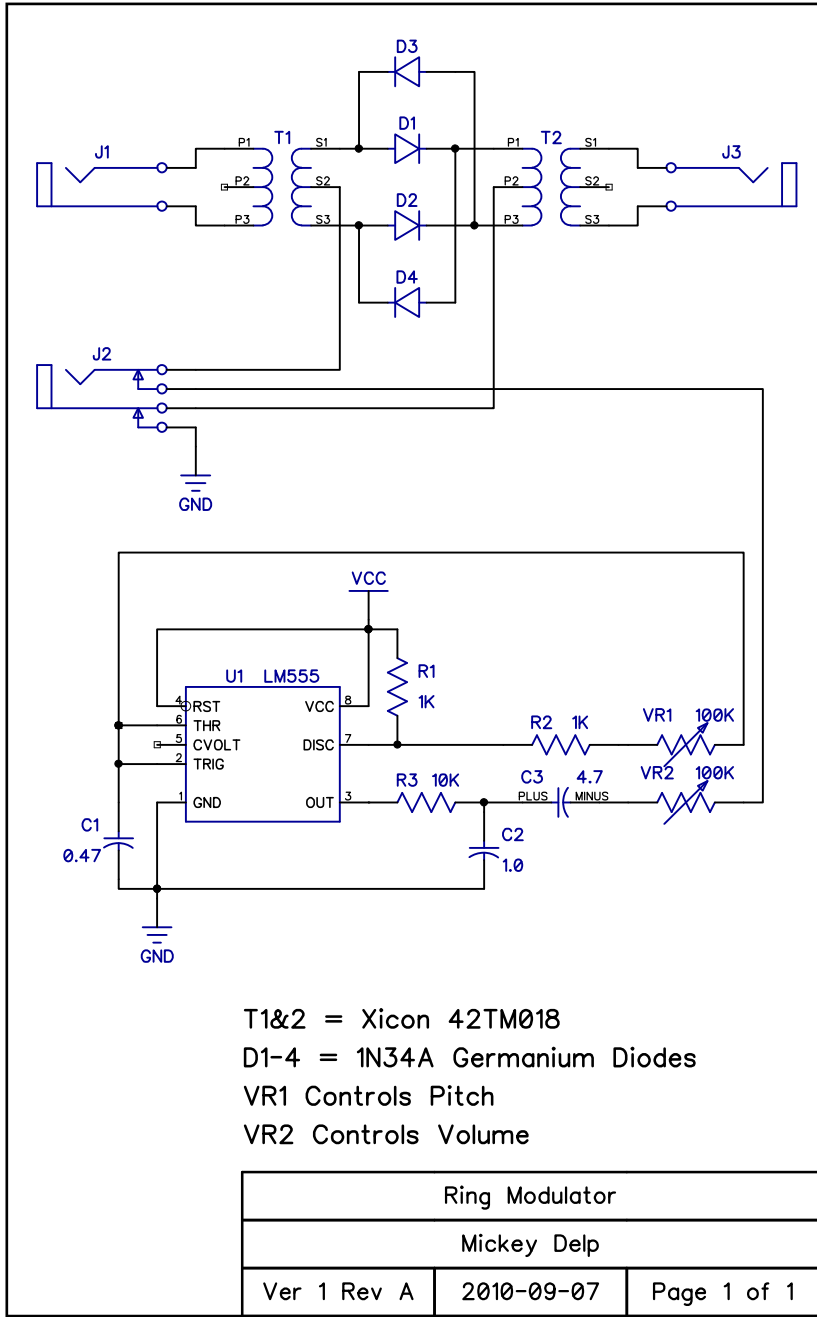 D3
D1
P1 T1 S1
P1 T2 S1
J1
J3
P2 S2
P2 S2
D2
P3 S3
P3 S3
D4
J2
GND
VCC
U1 LM555
R1
1K
4 RST
VCC 8
6 THR
5 CVOLT
DISC 7
2 TRIG
R2 1K
VR1 100K
1 GND
OUT 3
R3 10K
C3 4.7
PLUS MINUS
VR2 100K
C1
0.47
C2
1.0
GND
T1&2 = Xicon 42TM018
D1-4 = 1N34A Germanium Diodes
VR1 Controls Pitch
VR2 Controls Volume
Ring Modulator
Mickey Delp
Ver 1 Rev A 2010-09-07 Page 1 of 1